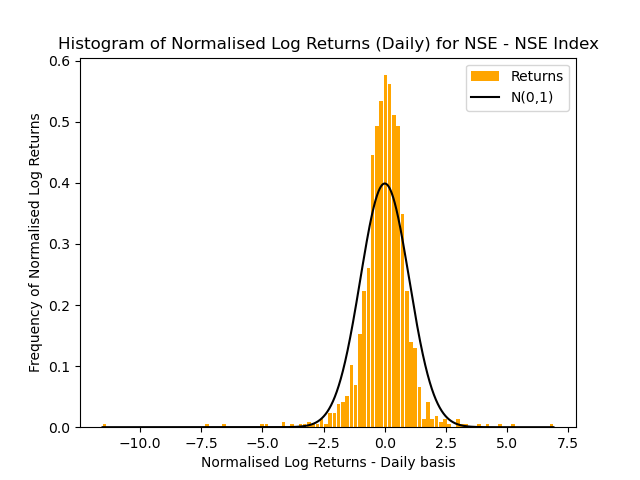 Histogram of Normalised Log Returns (Daily) for NSE - NSE Index
Returns
N(0,1)
Frequency of Normalised Log Returns
0.6
0.5
0.4
0.3
0.2
0.1
0.0
−10.0 −7.5 −5.0 −2.5 0.0 2.5 5.0 7.5
Normalised Log Returns - Daily basis